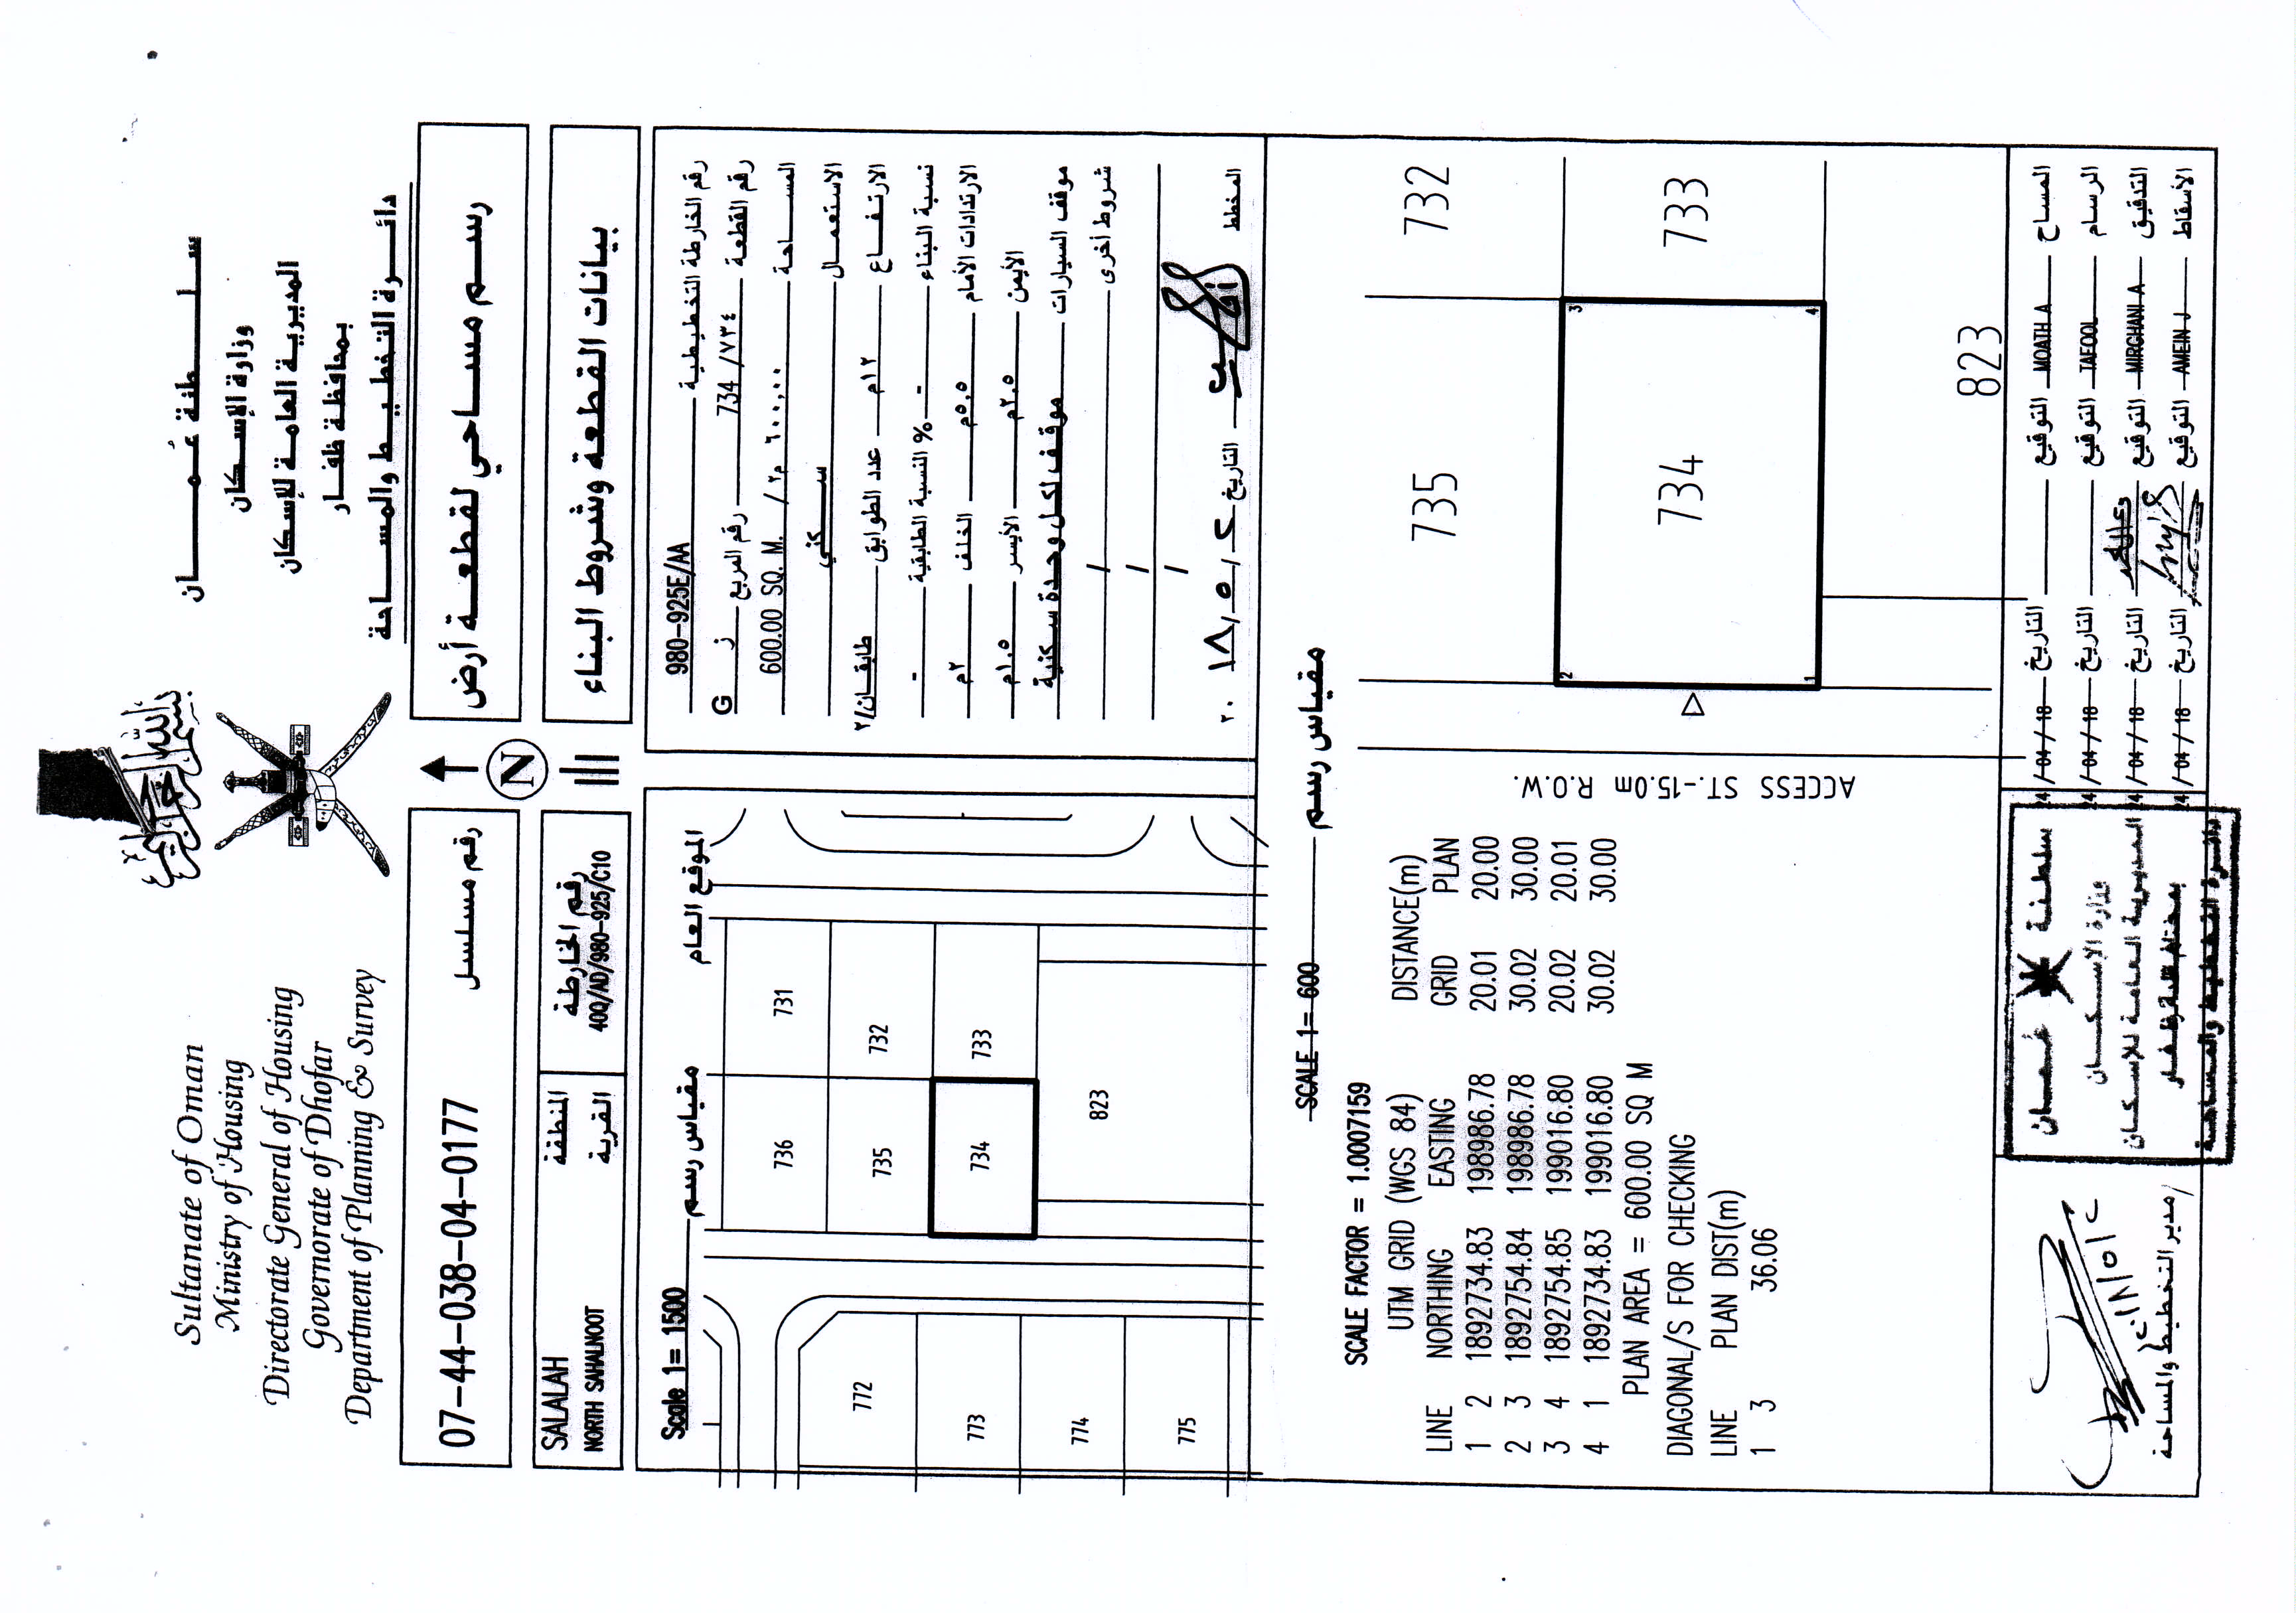 بسم الله الرحمن الرحيم
Sultanate of Oman
Ministry of Housing
Directorate General of Housing
Governorate of Dhofar
Department of Planning & Survey
سلطنة عُمان
وزارة الإسكان
المديرية العامة للإسكان
بمحافظة ظفار
دائرة التخطيط والمساحة
07-44-038-04-0177 رقم مسلسل
N
رسم مساحي لقطعة أرض
SALALAH المنطقة
NORTH SAHALNOOT القرية
رقم الخارطة
40Q/AD/980-925/C10
بيانات القطعة وشروط البناء
Scale 1= 1500 مقياس رسم الموقع العام
736 731
772 735 732
773 734 733
774 823
775
رقم الخارطة التخطيطية 980-925E/AA
رقم القطعة ٧٣٤/ 734 رقم المربع ز G
المساحة ٦٠٠,٠٠ م٢ / 600.00 SQ. M.
الاستعمال سكني
الارتفاع ١٢م عدد الطوابق طابقان/٢
نسبة البناء - % النسبة الطابقية -
الارتدادات الأمام ٥,٥م الخلف ٢م
الأيمن ٢,٥م الأيسر ١,٥م
موقف السيارات موقف لكل وحدة سكنية
شروط أخرى /
/
/
المخطط التاريخ ٢ / ٥ / ١٨ ٢٠
SCALE 1= 600 مقياس رسم
SCALE FACTOR = 1.0007159
UTM GRID (WGS 84) DISTANCE(m)
LINE NORTHING EASTING GRID PLAN
1 2 1892734.83 198986.78 20.01 20.00
2 3 1892754.84 198986.78 30.02 30.00
3 4 1892754.85 199016.80 20.02 20.01
4 1 1892734.83 199016.80 30.02 30.00
PLAN AREA = 600.00 SQ M
DIAGONAL/S FOR CHECKING
LINE PLAN DIST(m)
1 3 36.06
ACCESS ST.-15.0m R.O.W.
735 732
2 3
734 733
1 4
823
المساح MOATH A التوقيع التاريخ 24 / 04 / 18
الرسام TAFOOL التوقيع التاريخ 24 / 04 / 18
التدقيق MIRGHANI A التوقيع التاريخ 24 / 04 / 18
الأسقاط AMEIN J التوقيع التاريخ 24 / 04 / 18
سلطنة عُمان
وزارة الإسكان
المديرية العامة للإسكان
بمحافظة ظفار
دائرة التخطيط والمساحة
٢٠١٨/٥/٢
مدير التخطيط والمساحة